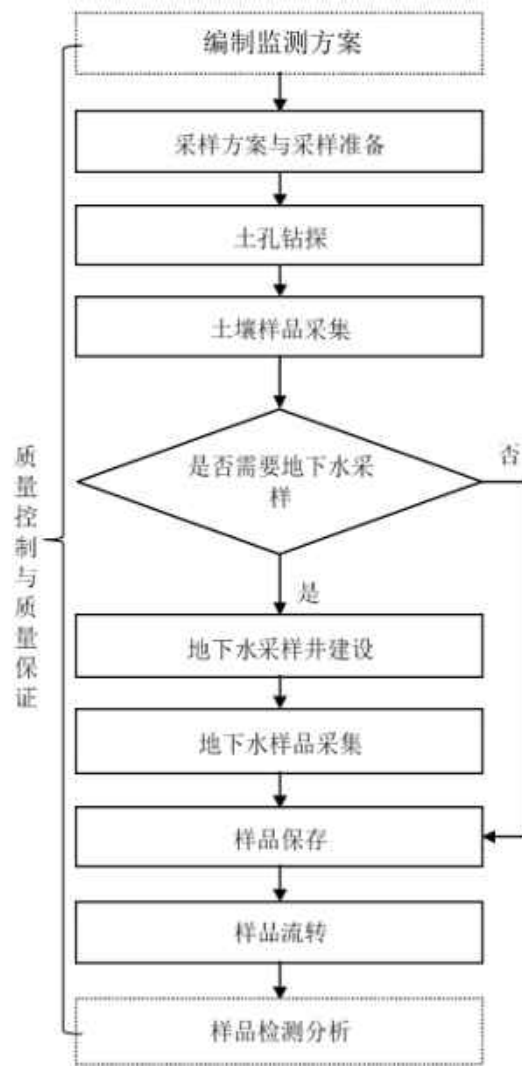 编制监测方案
采样方案与采样准备
土孔钻探
土壤样品采集
是否需要地下水采
样
否
是
质量控制与质量保证
地下水采样井建设
地下水样品采集
样品保存
样品流转
样品检测分析